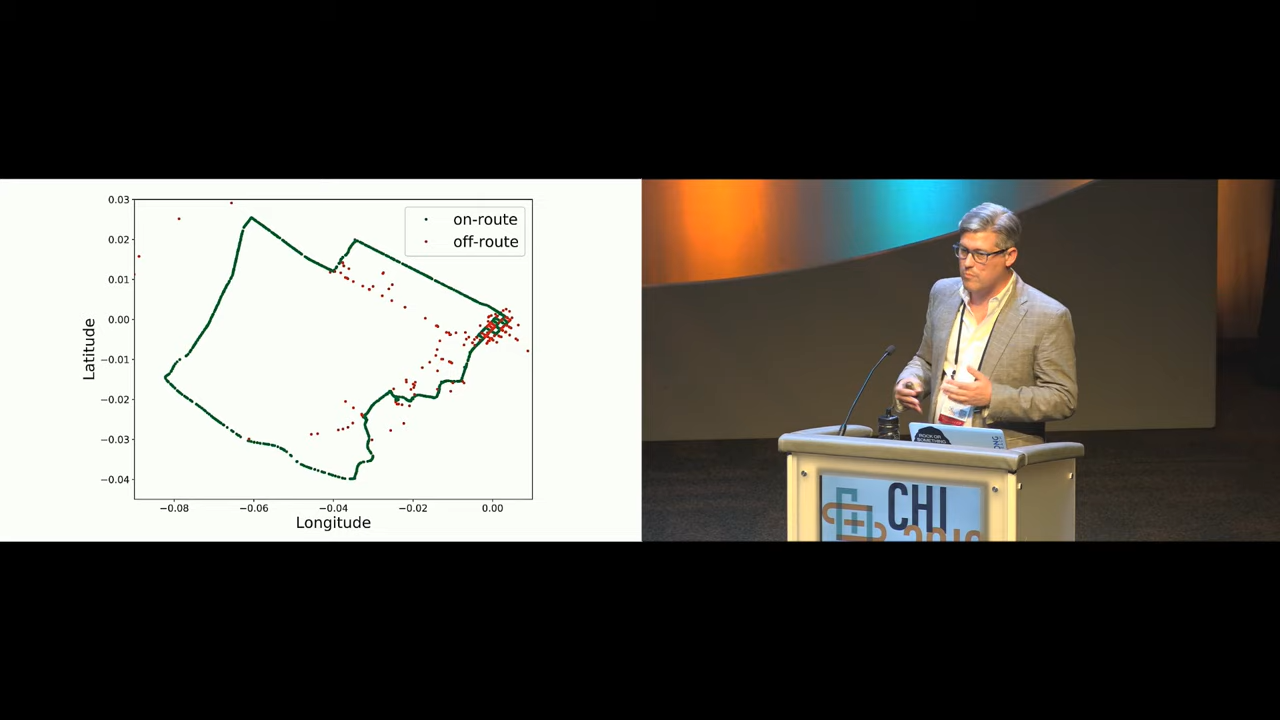 0.03
0.02
0.01
0.00
−0.01
−0.02
−0.03
−0.04
Latitude
on-route
off-route
−0.08
−0.06
−0.04
−0.02
0.00
Longitude
CHI